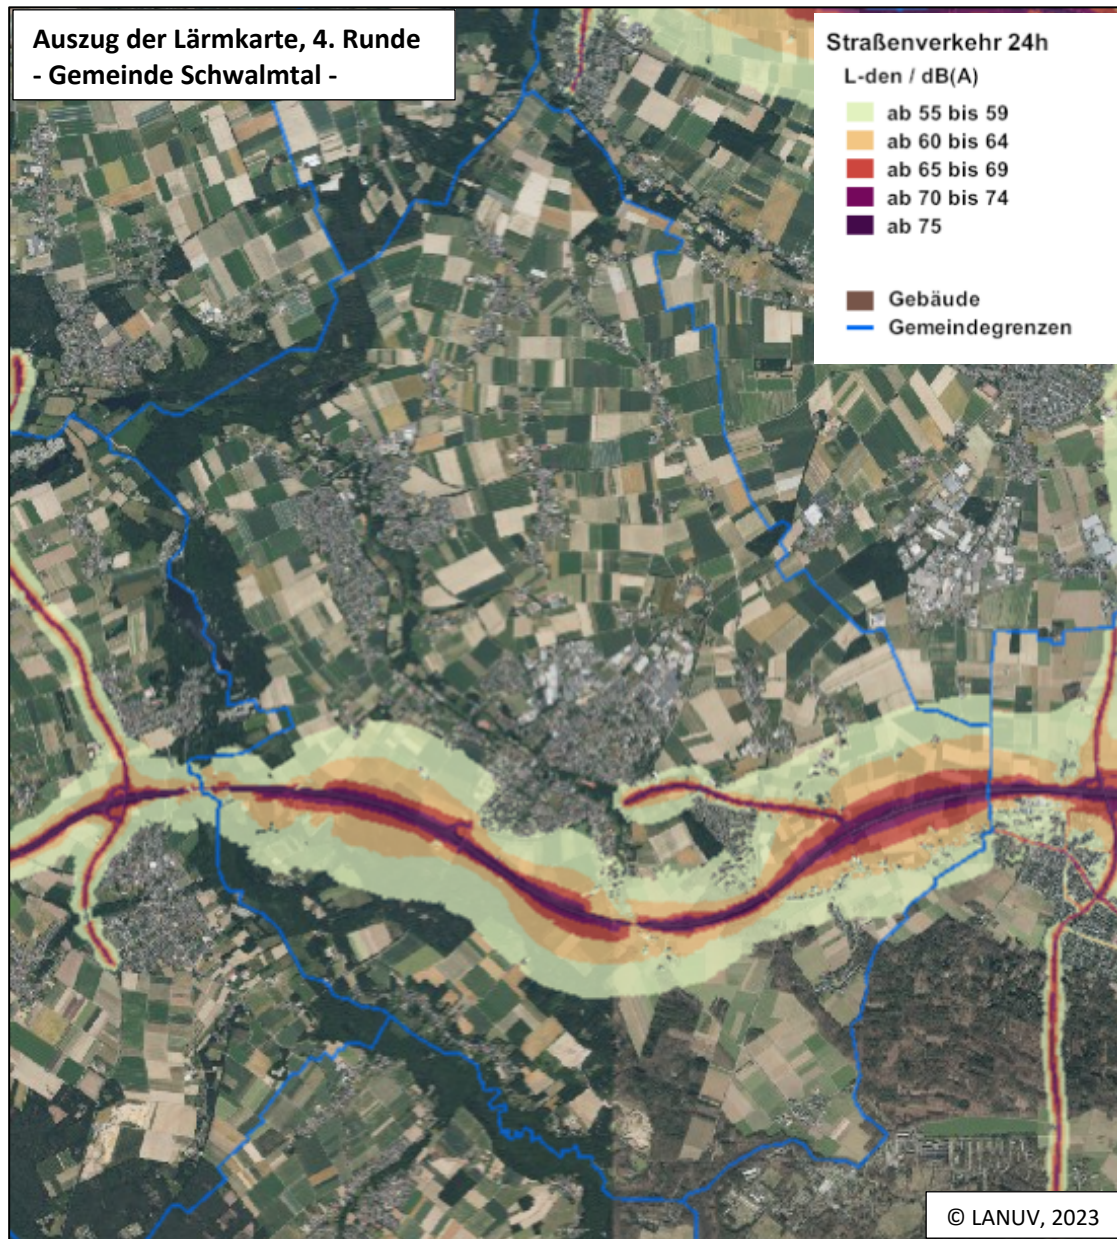 Auszug der Lärmkarte, 4. Runde
- Gemeinde Schwalmtal -
Straßenverkehr 24h
L-den / dB(A)
ab 55 bis 59
ab 60 bis 64
ab 65 bis 69
ab 70 bis 74
ab 75
Gebäude
Gemeindegrenzen
© LANUV, 2023